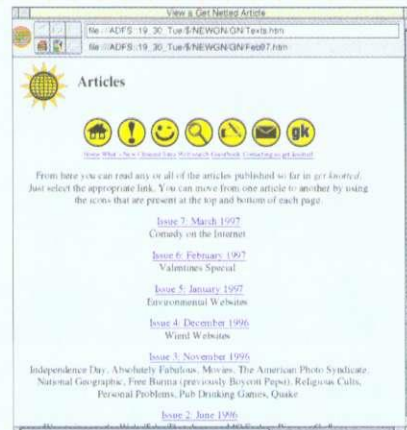 View a Get Netted Article
file:///ADFS::19_30_Tue/$/NEWGN/GN/Texts.htm
file:///ADFS::19_30_Tue/$/NEWGN/GN/Feb97.htm
Articles
gk
Home What's New
From here you can read any or all of the articles published so far in get knotted.
Just select the appropriate link. You can move from one article to another by using
the icons that are present at the top and bottom of each page.
Issue 7: March 1997
Comedy on the Internet
Issue 6: February 1997
Valentines Special
Issue 5: January 1997
Environmental Websites
Issue 4: December 1996
Wierd Websites
Issue 3: November 1996
Independence Day, Absolutely Fabulous, Movies, The American Photo Syndicate,
National Geographic, Free Burma (previously Boycott Pepsi), Religious Cults,
Personal Problems, Pub Drinking Games, Quake
Issue 2: June 1996